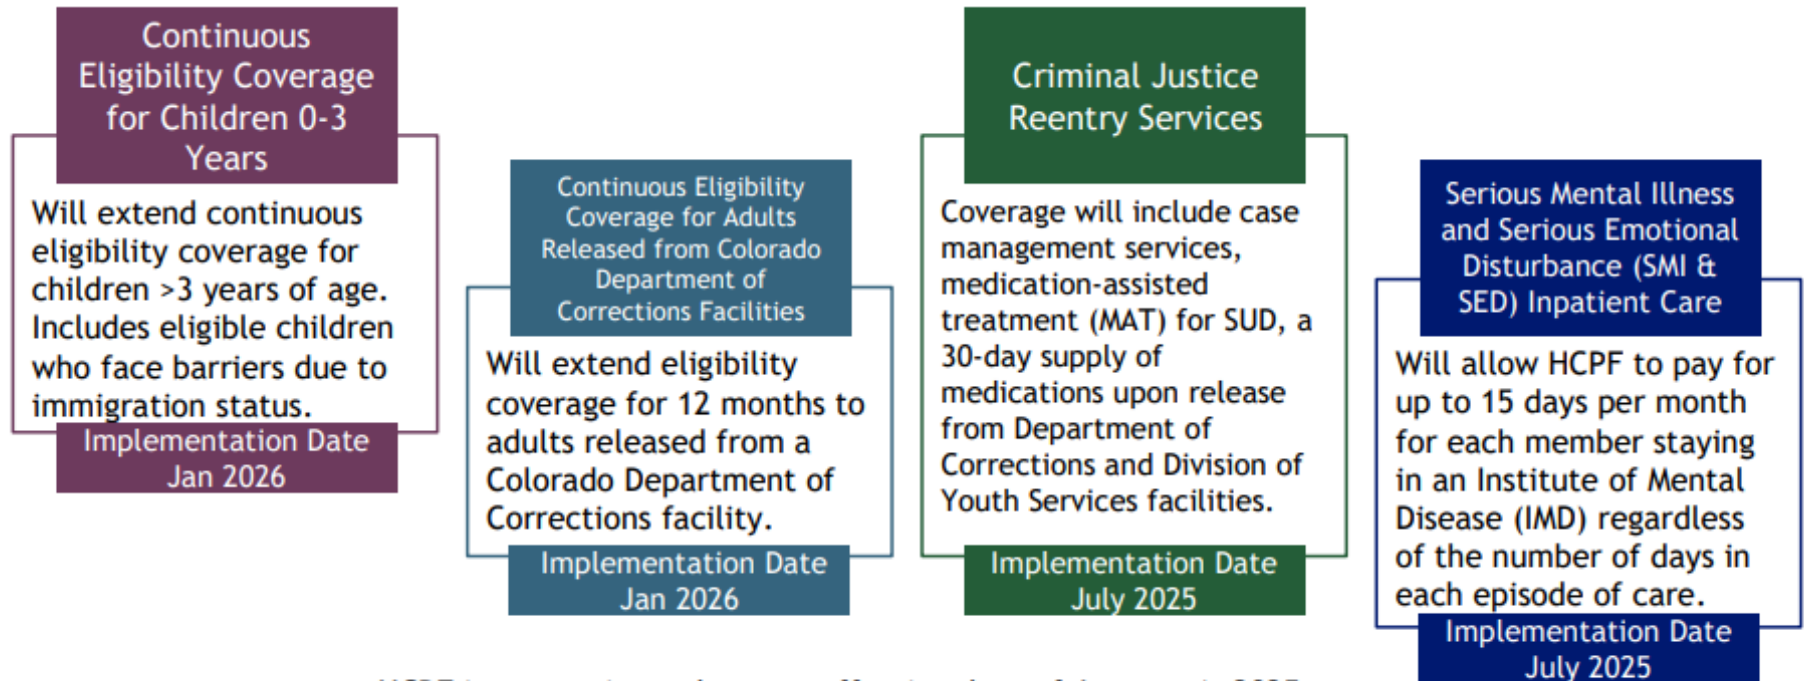 Continuous
Eligibility Coverage
for Children 0-3
Years
Will extend continuous
eligibility coverage for
children >3 years of age.
Includes eligible children
who face barriers due to
immigration status.
Implementation Date
Jan 2026
Continuous Eligibility
Coverage for Adults
Released from Colorado
Department of
Corrections Facilities
Will extend eligibility
coverage for 12 months to
adults released from a
Colorado Department of
Corrections facility.
Implementation Date
Jan 2026
Criminal Justice
Reentry Services
Coverage will include case
management services,
medication-assisted
treatment (MAT) for SUD, a
30-day supply of
medications upon release
from Department of
Corrections and Division of
Youth Services facilities.
Implementation Date
July 2025
Serious Mental Illness
and Serious Emotional
Disturbance (SMI &
SED) Inpatient Care
Will allow HCPF to pay for
up to 15 days per month
for each member staying
in an Institute of Mental
Disease (IMD) regardless
of the number of days in
each episode of care.
Implementation Date
July 2025